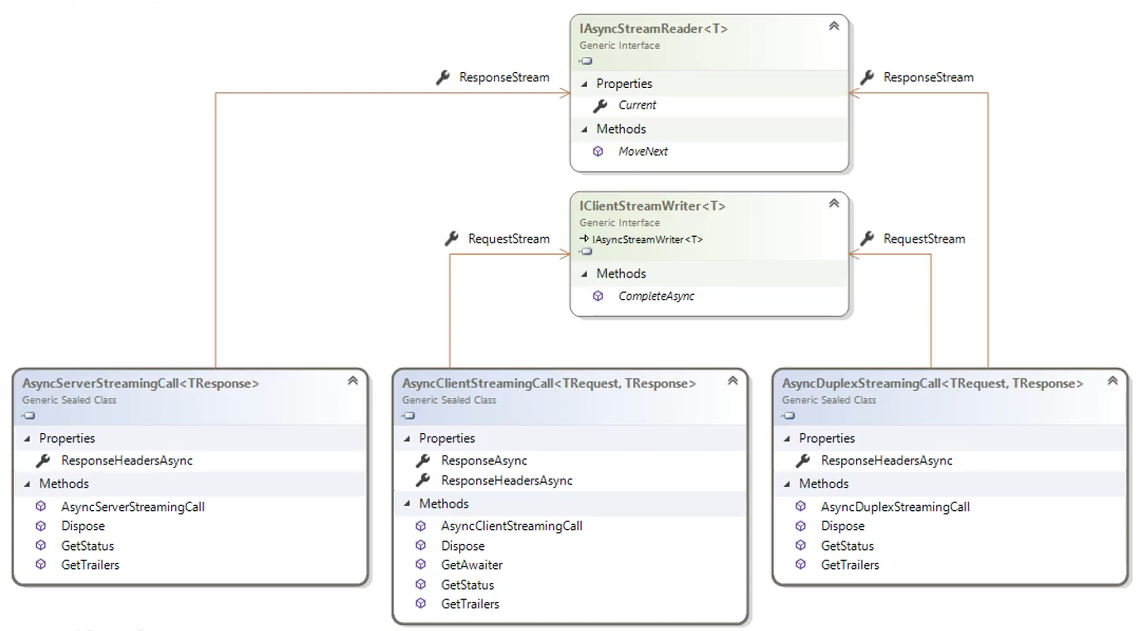 IAsyncStreamReader<T>
Generic Interface
Properties
Current
Methods
MoveNext
ResponseStream
ResponseStream
IClientStreamWriter<T>
Generic Interface
IAsyncStreamWriter<T>
Methods
CompleteAsync
RequestStream
RequestStream
AsyncServerStreamingCall<TResponse>
Generic Sealed Class
Properties
ResponseHeadersAsync
Methods
AsyncServerStreamingCall
Dispose
GetStatus
GetTrailers
AsyncClientStreamingCall<TRequest, TResponse>
Generic Sealed Class
Properties
ResponseAsync
ResponseHeadersAsync
Methods
AsyncClientStreamingCall
Dispose
GetAwaiter
GetStatus
GetTrailers
AsyncDuplexStreamingCall<TRequest, TResponse>
Generic Sealed Class
Properties
ResponseHeadersAsync
Methods
AsyncDuplexStreamingCall
Dispose
GetStatus
GetTrailers